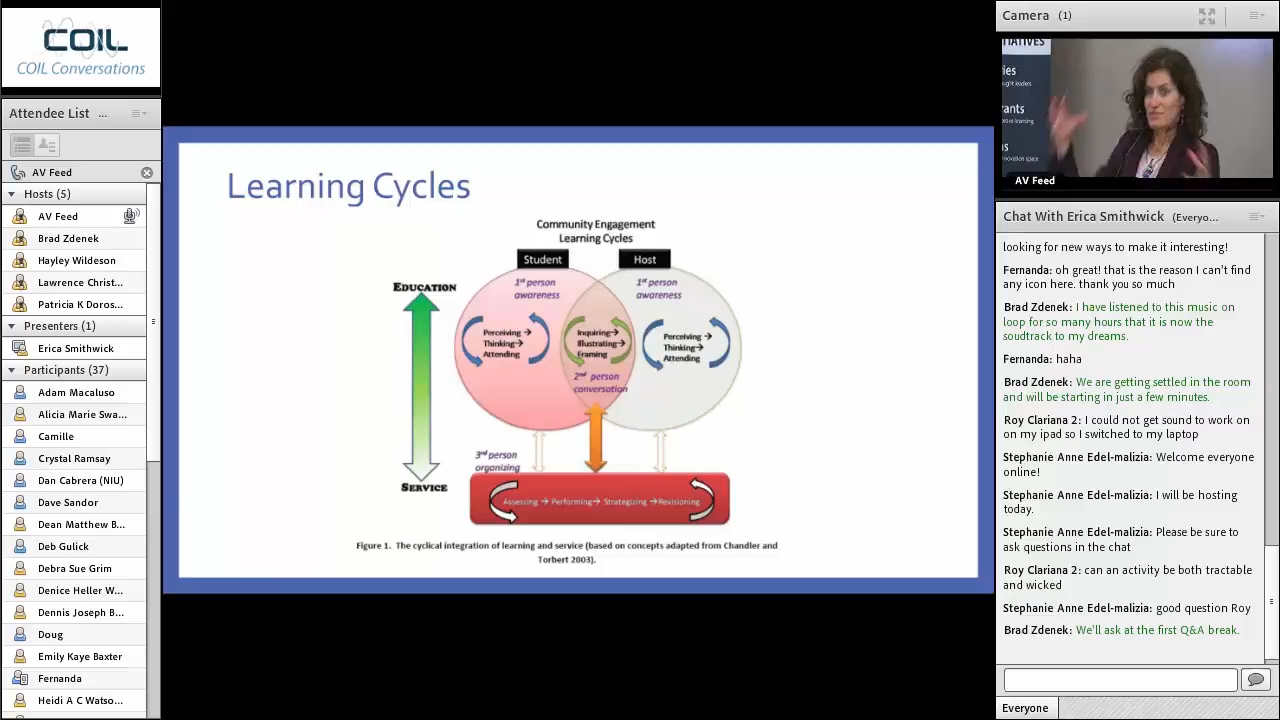 COIL
COIL Conversations
Attendee List ...
AV Feed
Hosts (5)
AV Feed
Brad Zdenek
Hayley Wildeson
Lawrence Christ...
Patricia K Doros...
Presenters (1)
Erica Smithwick
Participants (37)
Adam Macaluso
Alicia Marie Swa...
Camille
Crystal Ramsay
Dan Cabrera (NIU)
Dave Sandor
Dean Matthew B...
Deb Gulick
Debra Sue Grim
Denice Heller W...
Dennis Joseph B...
Doug
Emily Kaye Baxter
Fernanda
Heidi A C Watso...
Learning Cycles
Community Engagement
Learning Cycles
Student
Host
EDUCATION
1st person
awareness
1st person
awareness
Perceiving →
Thinking→
Attending
Inquiring→
Illustrating→
Framing
Perceiving →
Thinking→
Attending
2nd person
conversation
3rd person
organizing
SERVICE
Assessing → Performing→ Strategizing →Revisioning
Figure 1. The cyclical integration of learning and service (based on concepts adapted from Chandler and
Torbert 2003).
Camera (1)
AV Feed
Chat With Erica Smithwick (Everyo...
looking for new ways to make it interesting!
Fernanda: oh great! that is the reason I can't find
any icon here. thank you so much
Brad Zdenek: I have listened to this music on
loop for so many hours that it is now the
soudtrack to my dreams.
Fernanda: haha
Brad Zdenek: We are getting settled in the room
and will be starting in just a few minutes.
Roy Clariana 2: I could not get sound to work on
on my ipad so I switched to my laptop
Stephanie Anne Edel-malizia: Welcome everyone
online!
Stephanie Anne Edel-malizia: I will be hosting
today.
Stephanie Anne Edel-malizia: Please be sure to
ask questions in the chat
Roy Clariana 2: can an activity be both tractable
and wicked
Stephanie Anne Edel-malizia: good question Roy
Brad Zdenek: We'll ask at the first Q&A break.
Everyone